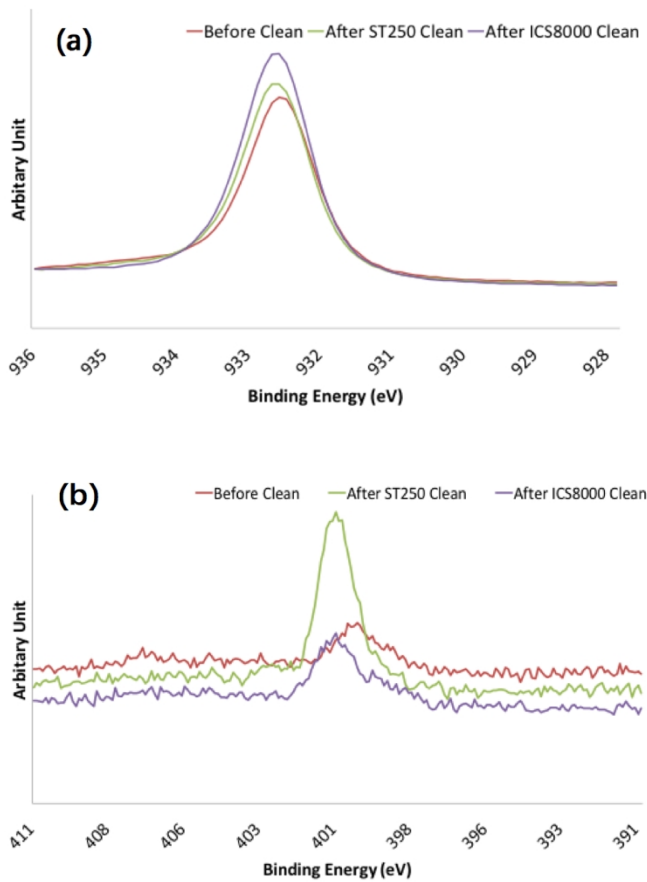 (a)
Before Clean After ST250 Clean After ICS8000 Clean
Arbitary Unit
936 935 934 933 932 931 930 929 928
Binding Energy (eV)
(b)
Before Clean After ST250 Clean After ICS8000 Clean
Arbitary Unit
411 408 406 403 401 398 396 393 391
Binding Energy (eV)